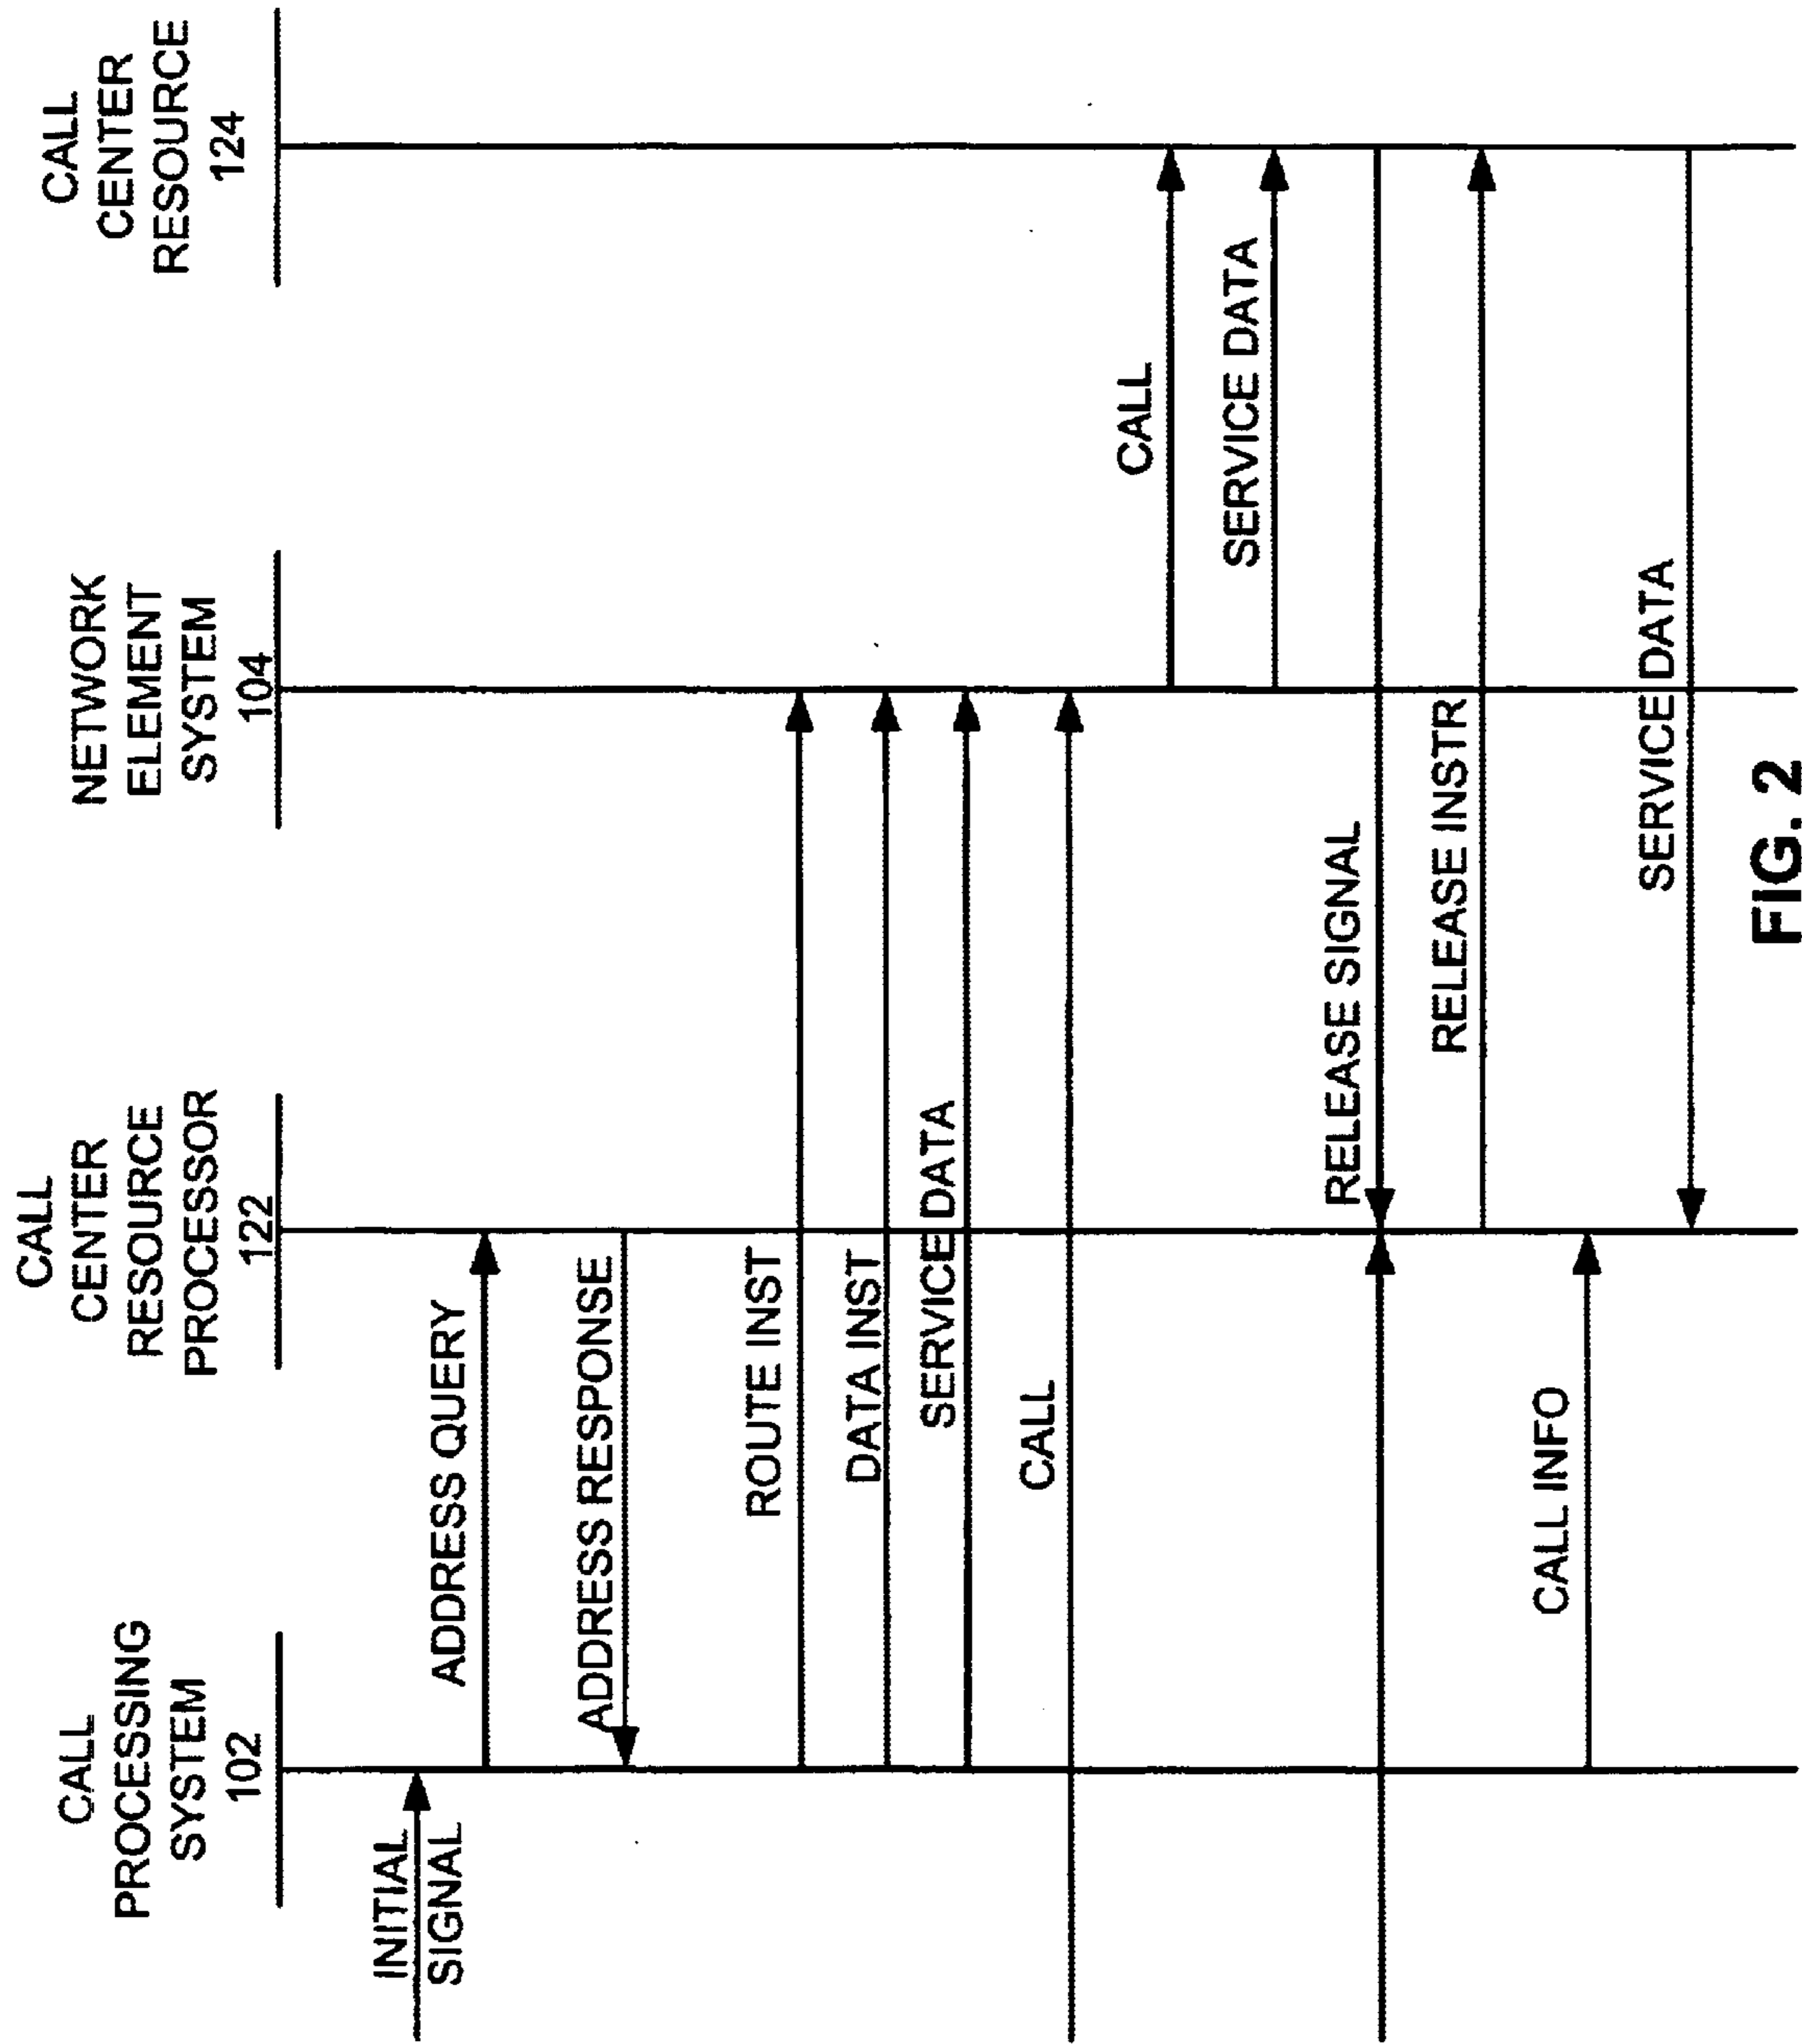 CALL
PROCESSING
SYSTEM
102
CALL
CENTER
RESOURCE
PROCESSOR
122
NETWORK
ELEMENT
SYSTEM
104
CALL
CENTER
RESOURCE
124
INITIAL
SIGNAL
ADDRESS QUERY
ADDRESS RESPONSE
ROUTE INST
DATA INST
SERVICE DATA
CALL
CALL
SERVICE DATA
RELEASE SIGNAL
RELEASE INSTR
CALL INFO
SERVICE DATA
FIG. 2